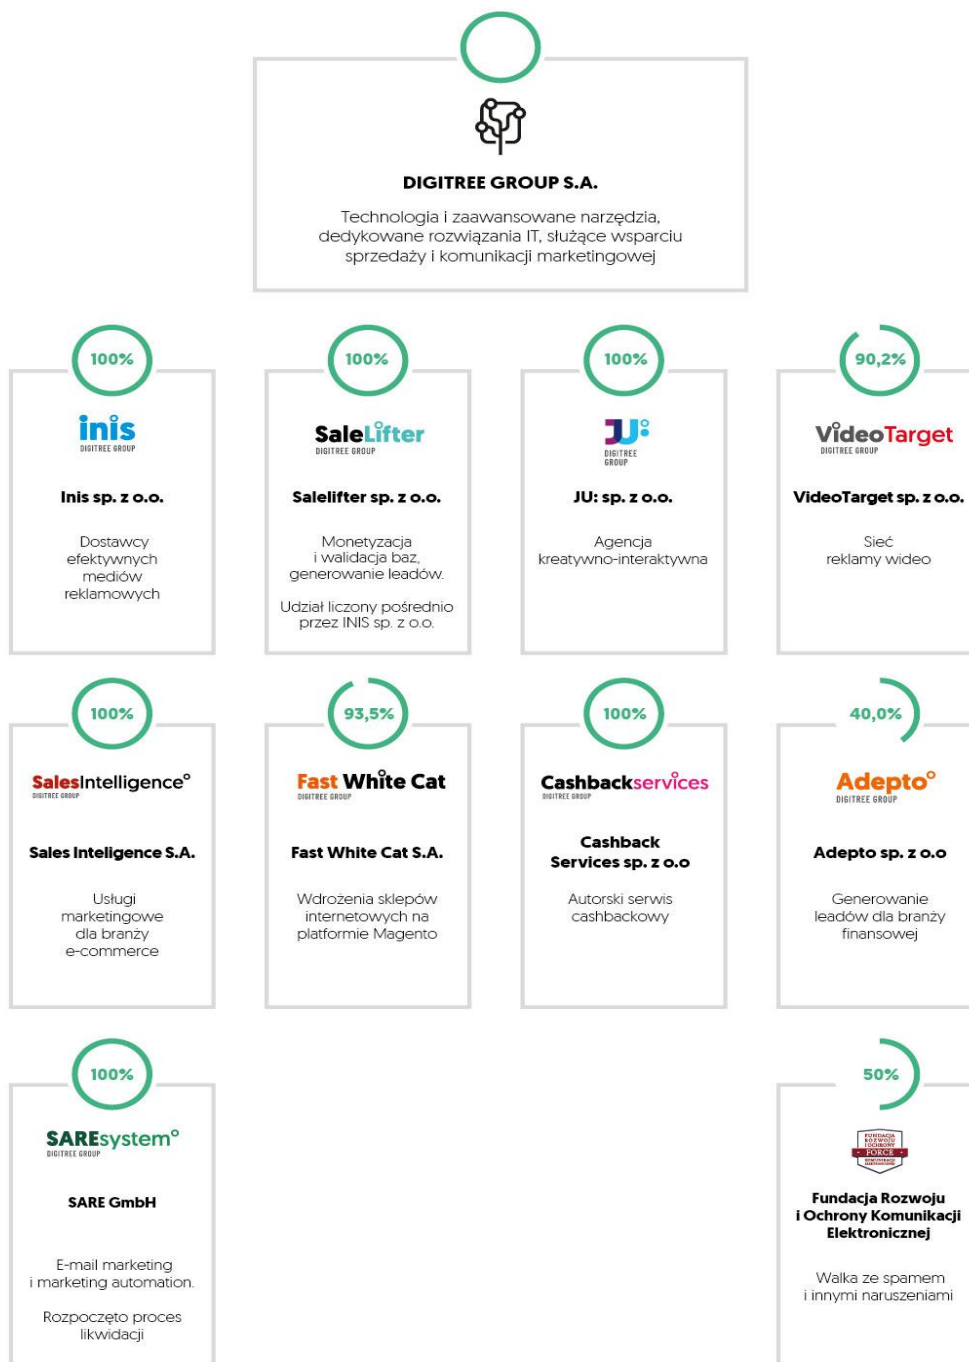 DIGITREE GROUP S.A.
Technologia i zaawansowane narzędzia,
dedykowane rozwiązania IT, służące wsparciu
sprzedaży i komunikacji marketingowej
100%
inis
DIGITREE GROUP
Inis sp. z o.o.
Dostawcy
efektywnych
mediów
reklamowych
100%
SaleLifter
DIGITREE GROUP
Salelifter sp. z o.o.
Monetyzacja
i walidacja baz,
generowanie leadów.
Udział liczony pośrednio
przez INIS sp. z o.o.
100%
JU:
DIGITREE
GROUP
JU: sp. z o.o.
Agencja
kreatywno-interaktywna
90,2%
VideoTarget
DIGITREE GROUP
VideoTarget sp. z o.o.
Sieć
reklamy wideo
100%
SalesIntelligence
DIGITREE GROUP
Sales Inteligence S.A.
Usługi
marketingowe
dla branży
e-commerce
93,5%
Fast White Cat
DIGITREE GROUP
Fast White Cat S.A.
Wdrożenia sklepów
internetowych na
platformie Magento
100%
Cashbackservices
DIGITREE GROUP
Cashback
Services sp. z o.o
Autorski serwis
cashbackowy
40,0%
Adepto
DIGITREE GROUP
Adepto sp. z o.o
Generowanie
leadów dla branży
finansowej
100%
SAREsystem
DIGITREE GROUP
SARE GmbH
E-mail marketing
i marketing automation.
Rozpoczęto proces
likwidacji
50%
FUNDACJA
ROZWOJU
I OCHRONY
FORCE
KOMUNIKACJI
ELEKTRONICZNEJ
Fundacja Rozwoju
i Ochrony Komunikacji
Elektronicznej
Walka ze spamem
i innymi naruszeniami